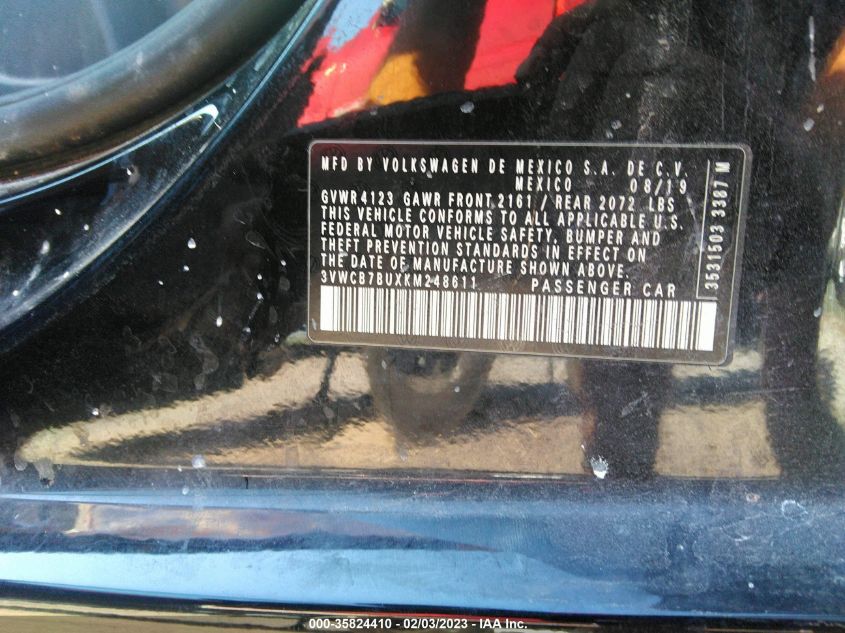 MFD BY VOLKSWAGEN DE MEXICO S.A. DE C.V.
MEXICO 08/19
GVWR 4123 GAWR FRONT 2161 / REAR 2072 LBS
THIS VEHICLE CONFORMS TO ALL APPLICABLE U.S.
FEDERAL MOTOR VEHICLE SAFETY, BUMPER AND
THEFT PREVENTION STANDARDS IN EFFECT ON
THE DATE OF MANUFACTURE SHOWN ABOVE.
3VWCB7BUXKM248611 PASSENGER CAR
3531503 3387 M
000-35824410 - 02/03/2023 - IAA Inc.